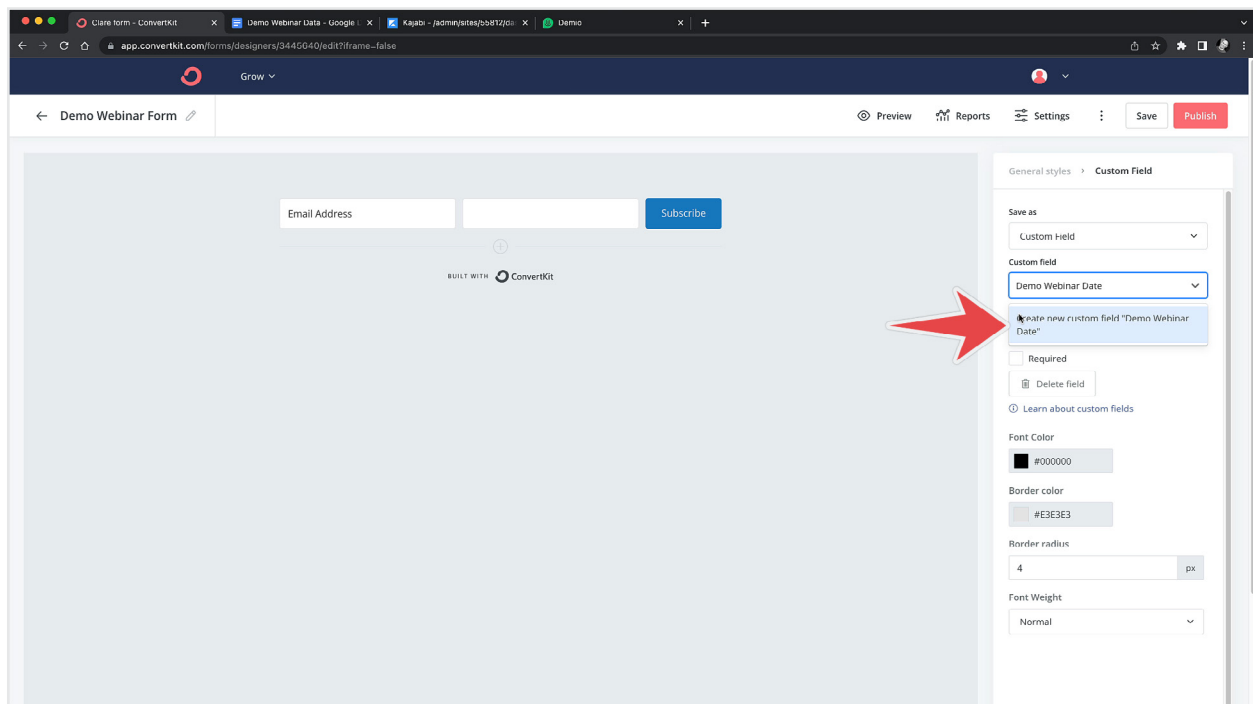 Clare form - ConvertKit
Demo Webinar Data - Google
Kajabi - /admin/sites/55812/da
Demio
app.convertkit.com/forms/designers/3445640/edit?iframe=false
Grow
Demo Webinar Form
Preview
Reports
Settings
Save
Publish
General styles
Custom Field
Email Address
Subscribe
BUILT WITH ConvertKit
Save as
Custom Field
Custom field
Demo Webinar Date
Create new custom field "Demo Webinar
Date"
Required
Delete field
Learn about custom fields
Font Color
#000000
Border color
#E3E3E3
Border radius
4
px
Font Weight
Normal